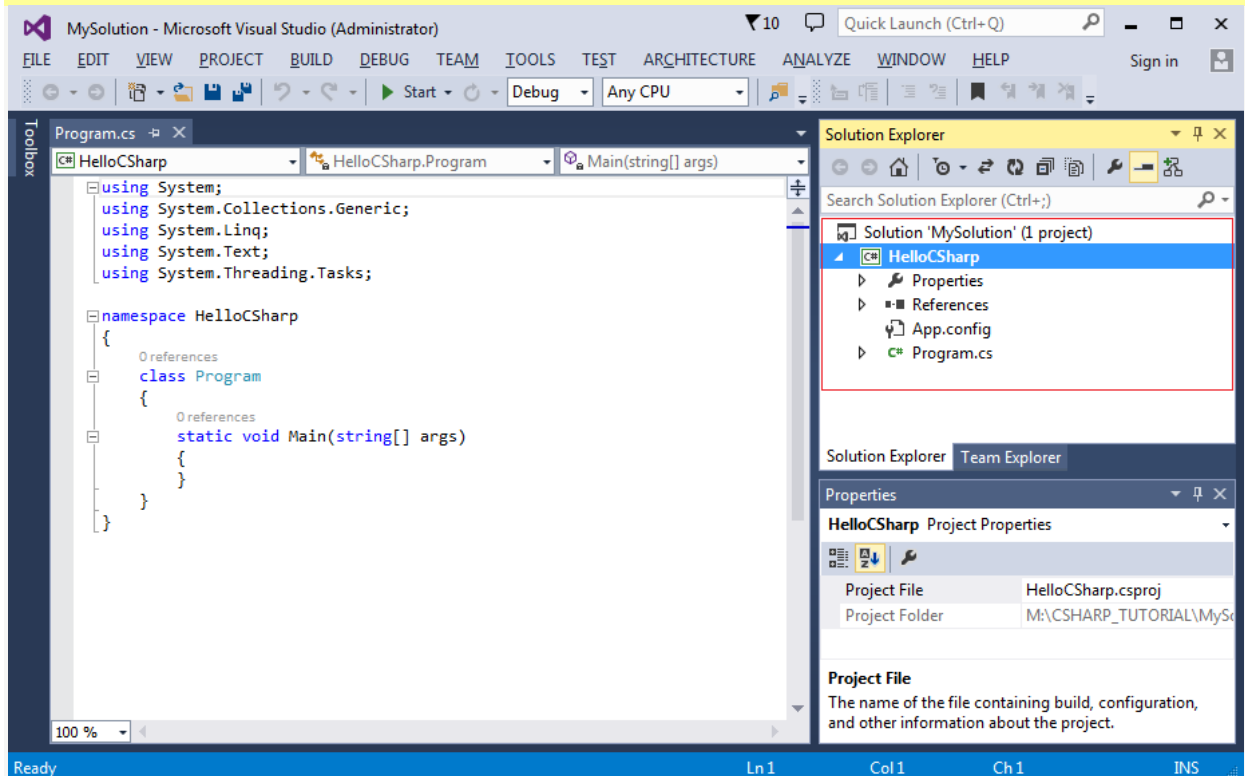 MySolution - Microsoft Visual Studio (Administrator)
10
Quick Launch (Ctrl+Q)
FILE EDIT VIEW PROJECT BUILD DEBUG TEAM TOOLS TEST ARCHITECTURE ANALYZE WINDOW HELP Sign in
Start Debug Any CPU
Toolbox
Program.cs
C# HelloCSharp HelloCSharp.Program Main(string[] args)
using System;
using System.Collections.Generic;
using System.Linq;
using System.Text;
using System.Threading.Tasks;
namespace HelloCSharp
{
0 references
class Program
{
0 references
static void Main(string[] args)
{
}
}
}
100 %
Solution Explorer
Search Solution Explorer (Ctrl+;)
Solution 'MySolution' (1 project)
C# HelloCSharp
Properties
References
App.config
C# Program.cs
Solution Explorer Team Explorer
Properties
HelloCSharp Project Properties
Project File HelloCSharp.csproj
Project Folder M:\CSHARP_TUTORIAL\MySo
Project File
The name of the file containing build, configuration,
and other information about the project.
Ready Ln 1 Col 1 Ch 1 INS